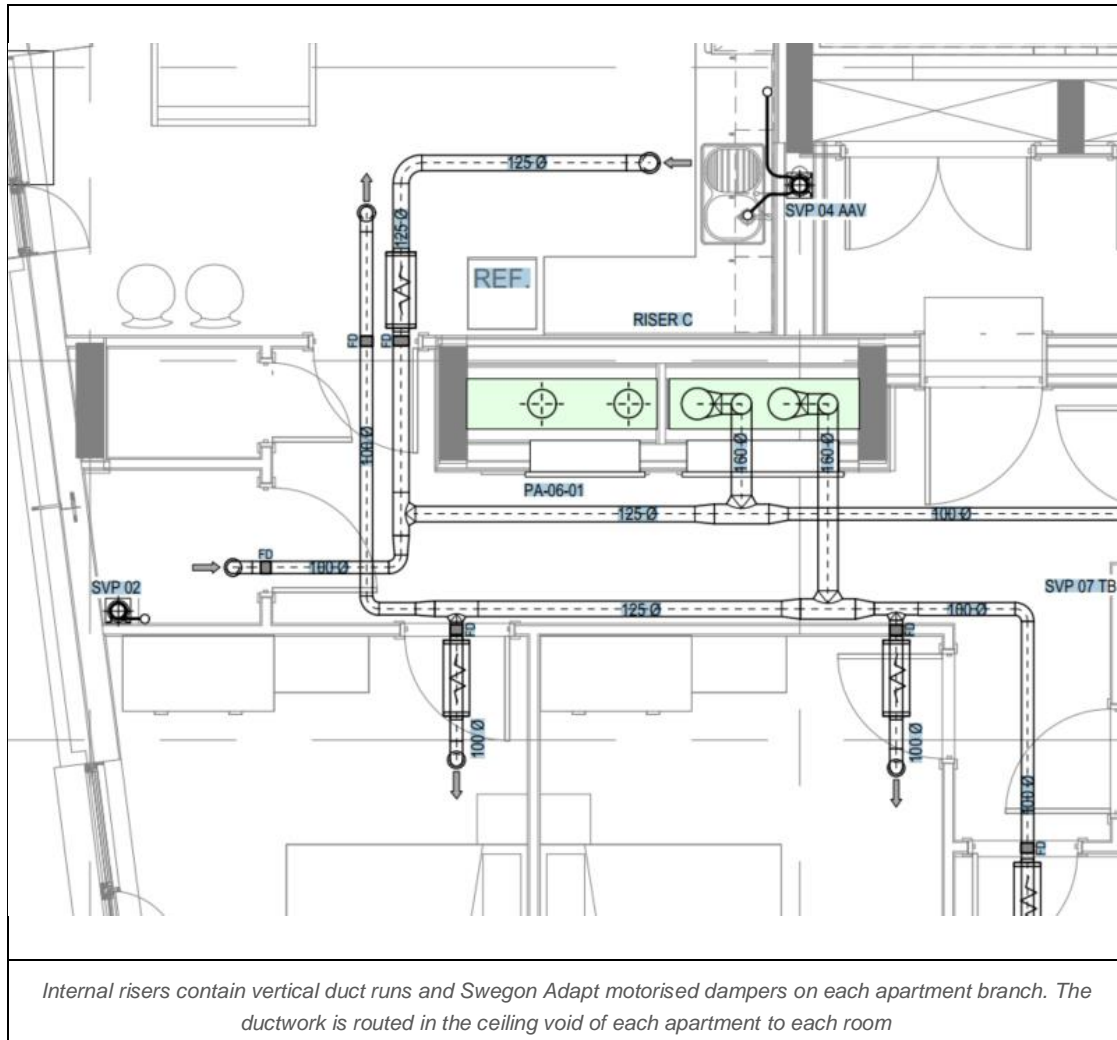 125 Ø
SVP 04 AAV
125 Ø
REF.
RISER C
FD
FD
100 Ø
160 Ø
160 Ø
PA-06-01
125 Ø
100 Ø
FD
100 Ø
SVP 02
SVP 07 TB
125 Ø
100 Ø
FD
FD
100 Ø
100 Ø
100 Ø
FD
Internal risers contain vertical duct runs and Swegon Adapt motorised dampers on each apartment branch. The
ductwork is routed in the ceiling void of each apartment to each room